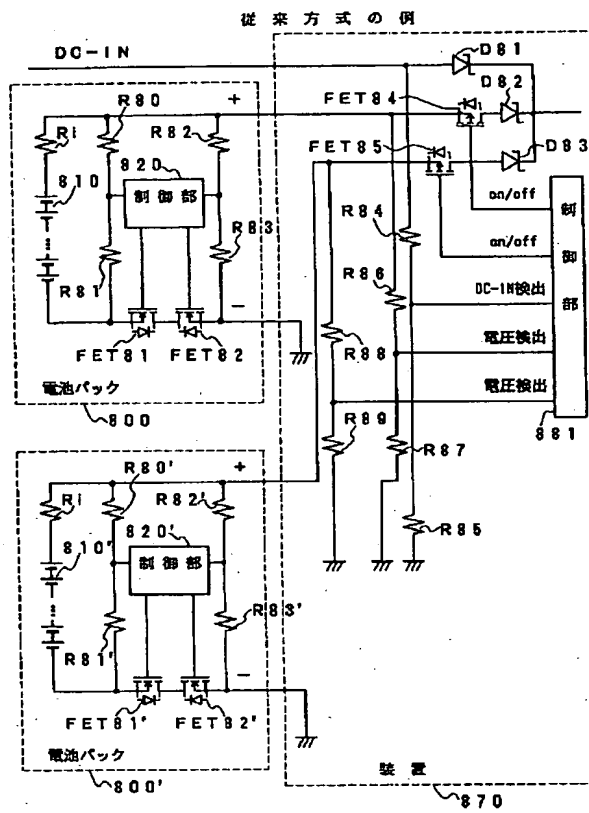 従来方式の例
DC-IN
D81
D82
D83
FET84
FET85
R80
+
R82
Ri
820
制御部
810
R83
R81
−
FET81 FET82
電池パック
800
on/off
on/off
DC-IN検出
電圧検出
電圧検出
制御部
881
R84
R86
R88
R89
R87
R85
R80'
+
R82'
Ri
820'
制御部
810'
R83'
R81'
−
FET81' FET82'
電池パック
800'
装置
870